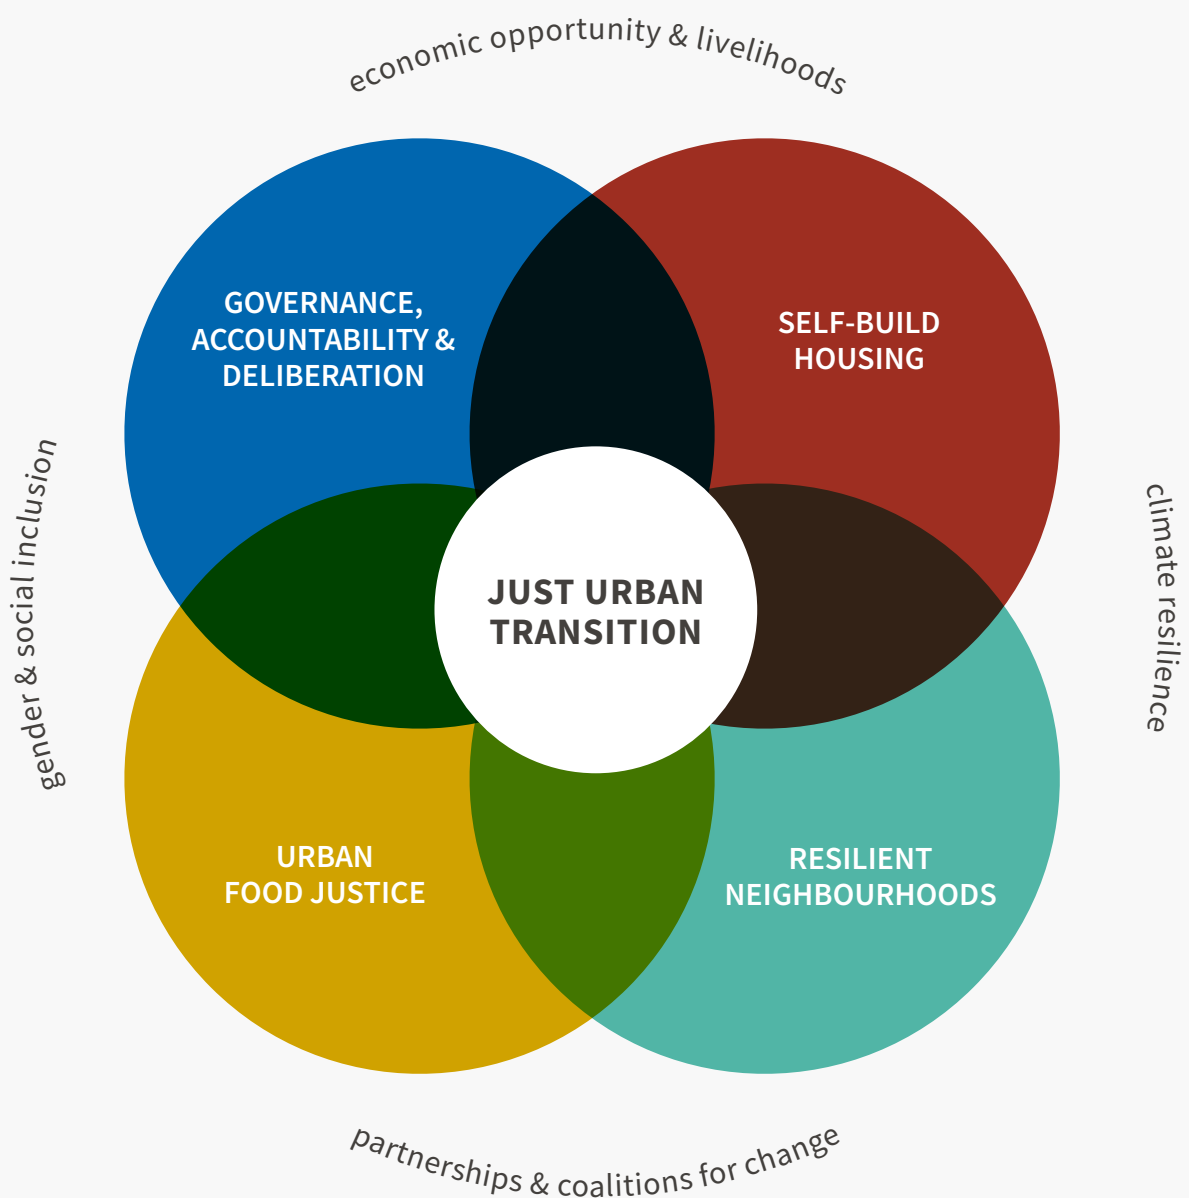 economic opportunity & livelihoods
GOVERNANCE,
ACCOUNTABILITY &
DELIBERATION
SELF-BUILD
HOUSING
gender & social inclusion
JUST URBAN
TRANSITION
climate resilience
URBAN
FOOD JUSTICE
RESILIENT
NEIGHBOURHOODS
partnerships & coalitions for change